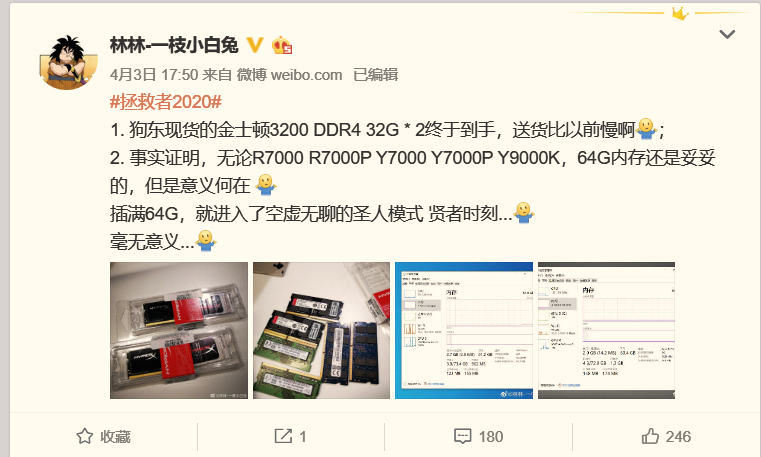 林林-一枝小白兔
4月3日 17:50 来自 微博 weibo.com 已编辑
#拯救者2020#
1. 狗东现货的金士顿3200 DDR4 32G * 2终于到手，送货比以前慢啊🤷；
2. 事实证明，无论R7000 R7000P Y7000 Y7000P Y9000K，64G内存还是妥妥
的，但是意义何在 🤷
插满64G，就进入了空虚无聊的圣人模式 贤者时刻...🤷
毫无意义...🤷
内存
内存
收藏
1
180
246